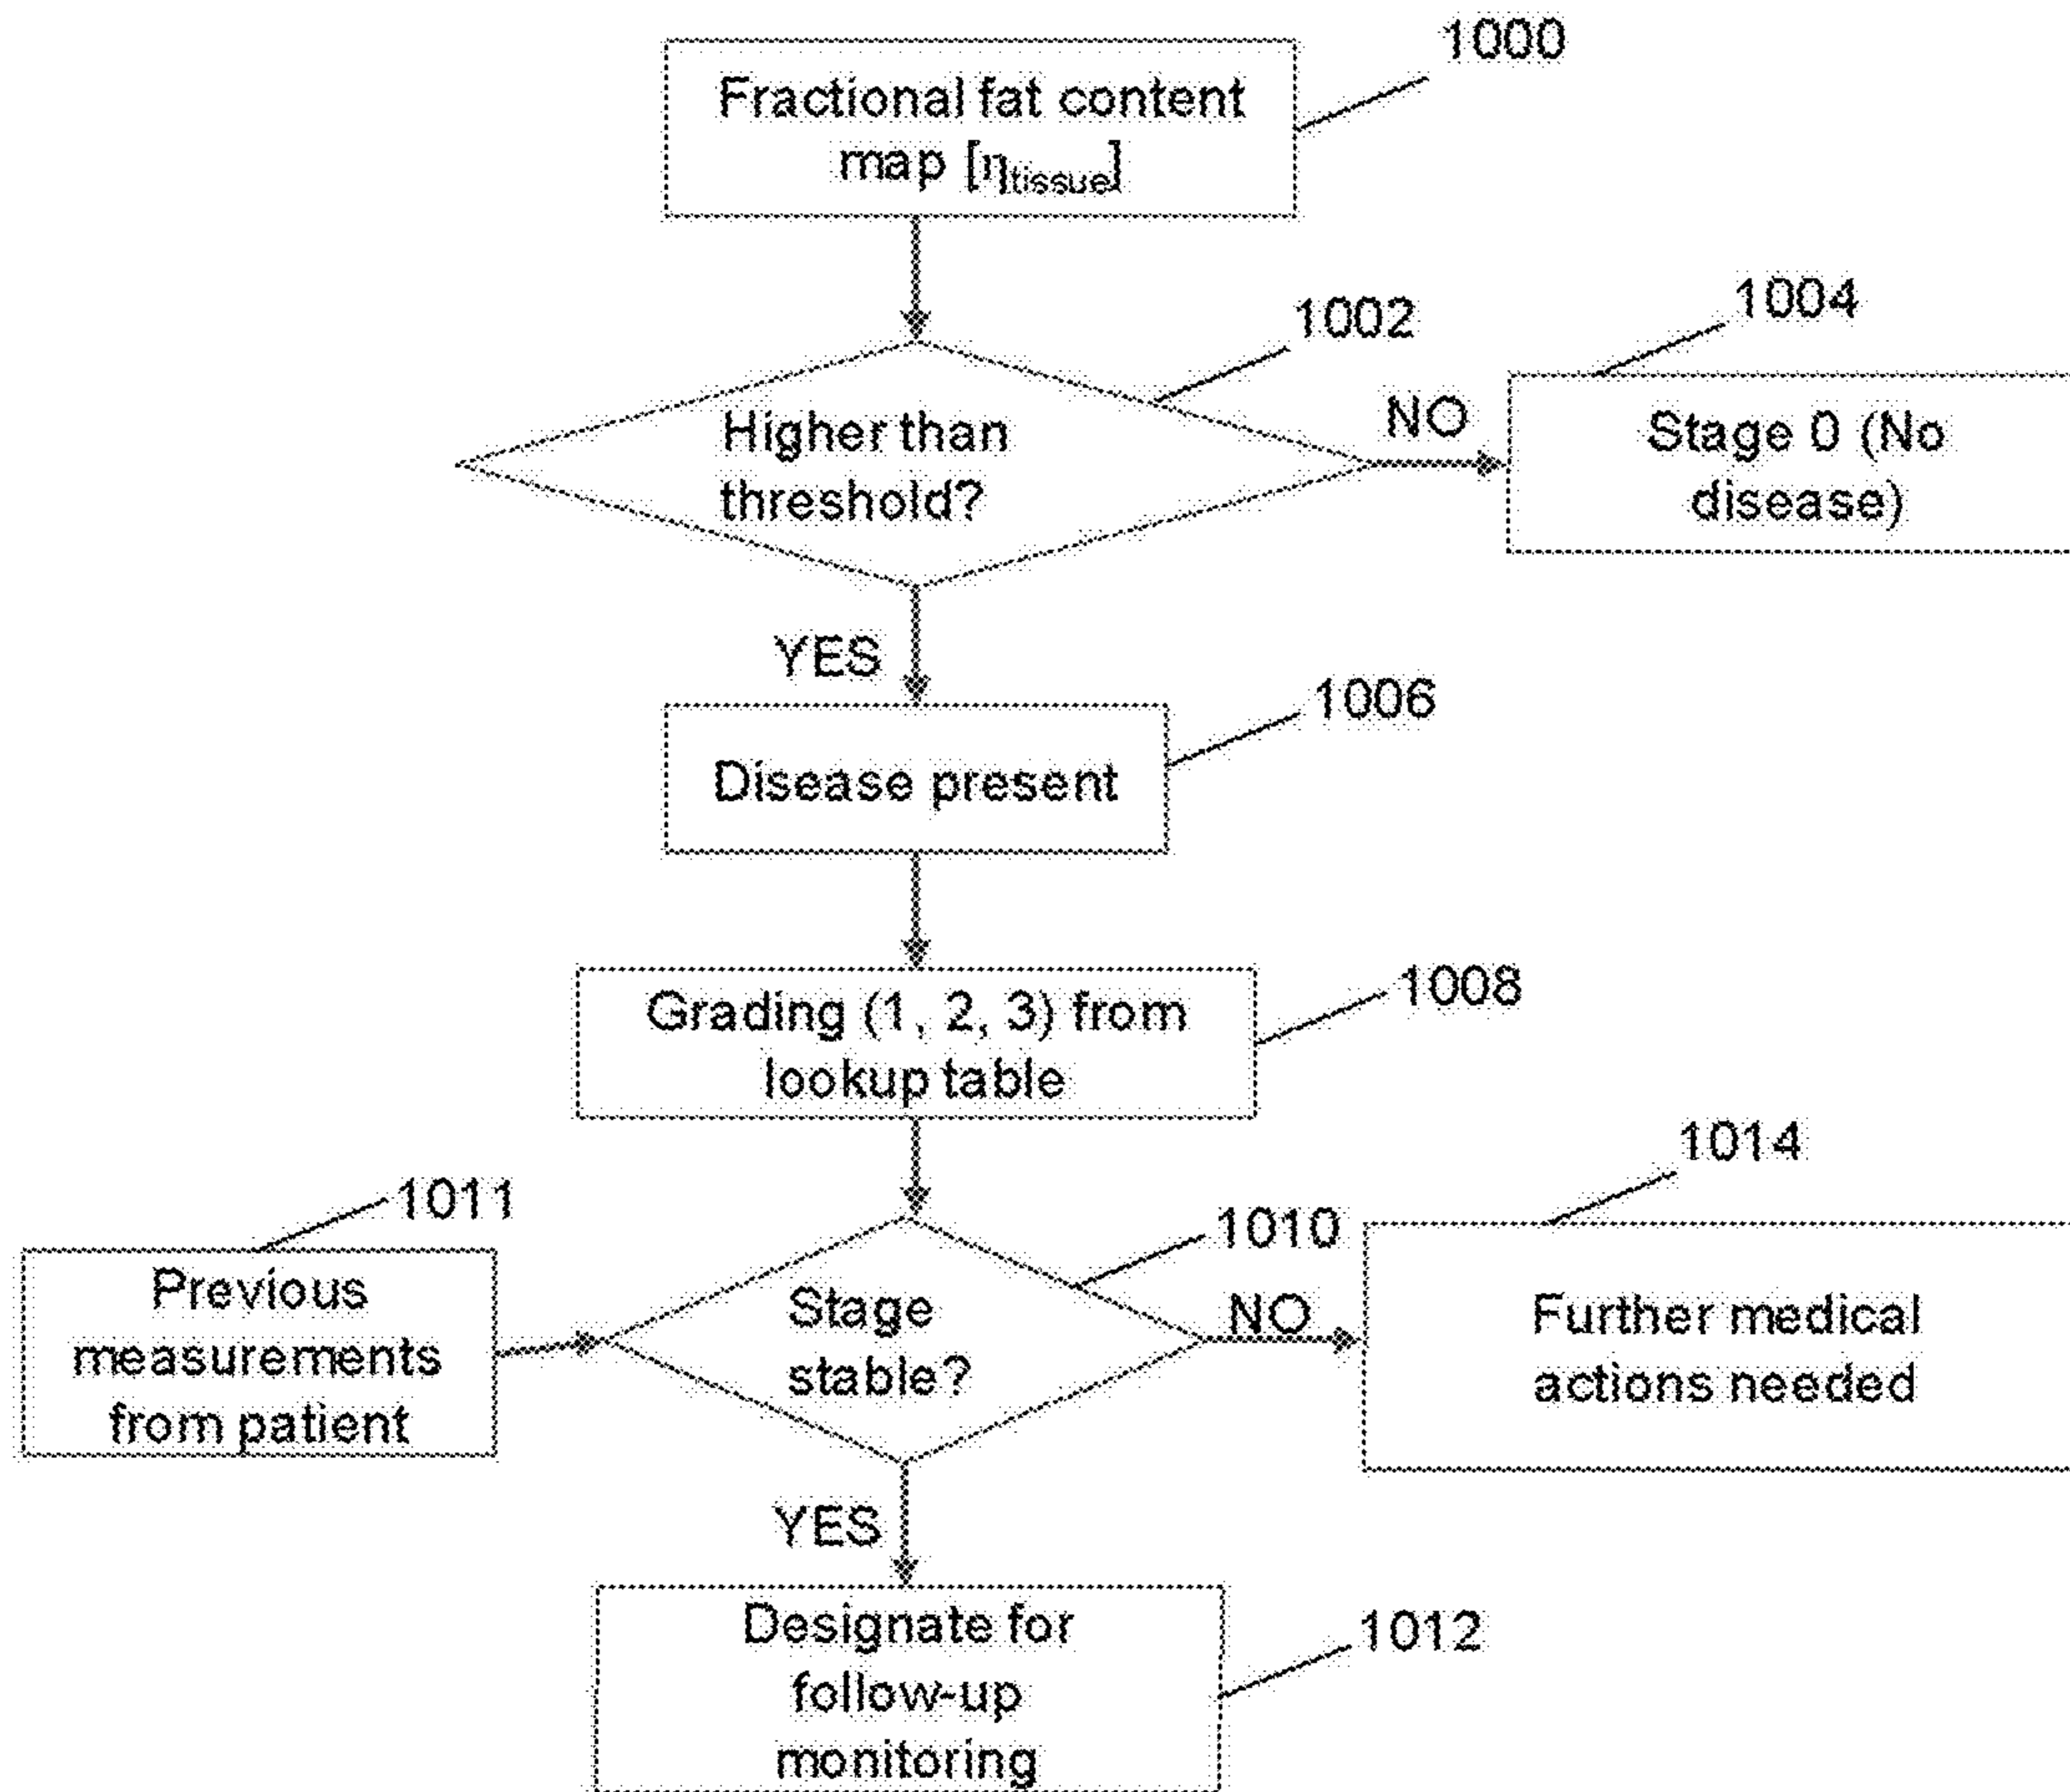 1000
Fractional fat content
map [ηtissue]
1002
1004
Higher than
threshold?
NO
Stage 0 (No
disease)
YES
1006
Disease present
1008
Grading (1, 2, 3) from
lookup table
1014
1011
1010
Previous
measurements
from patient
Stage
stable?
NO
Further medical
actions needed
YES
Designate for
follow-up
monitoring
1012